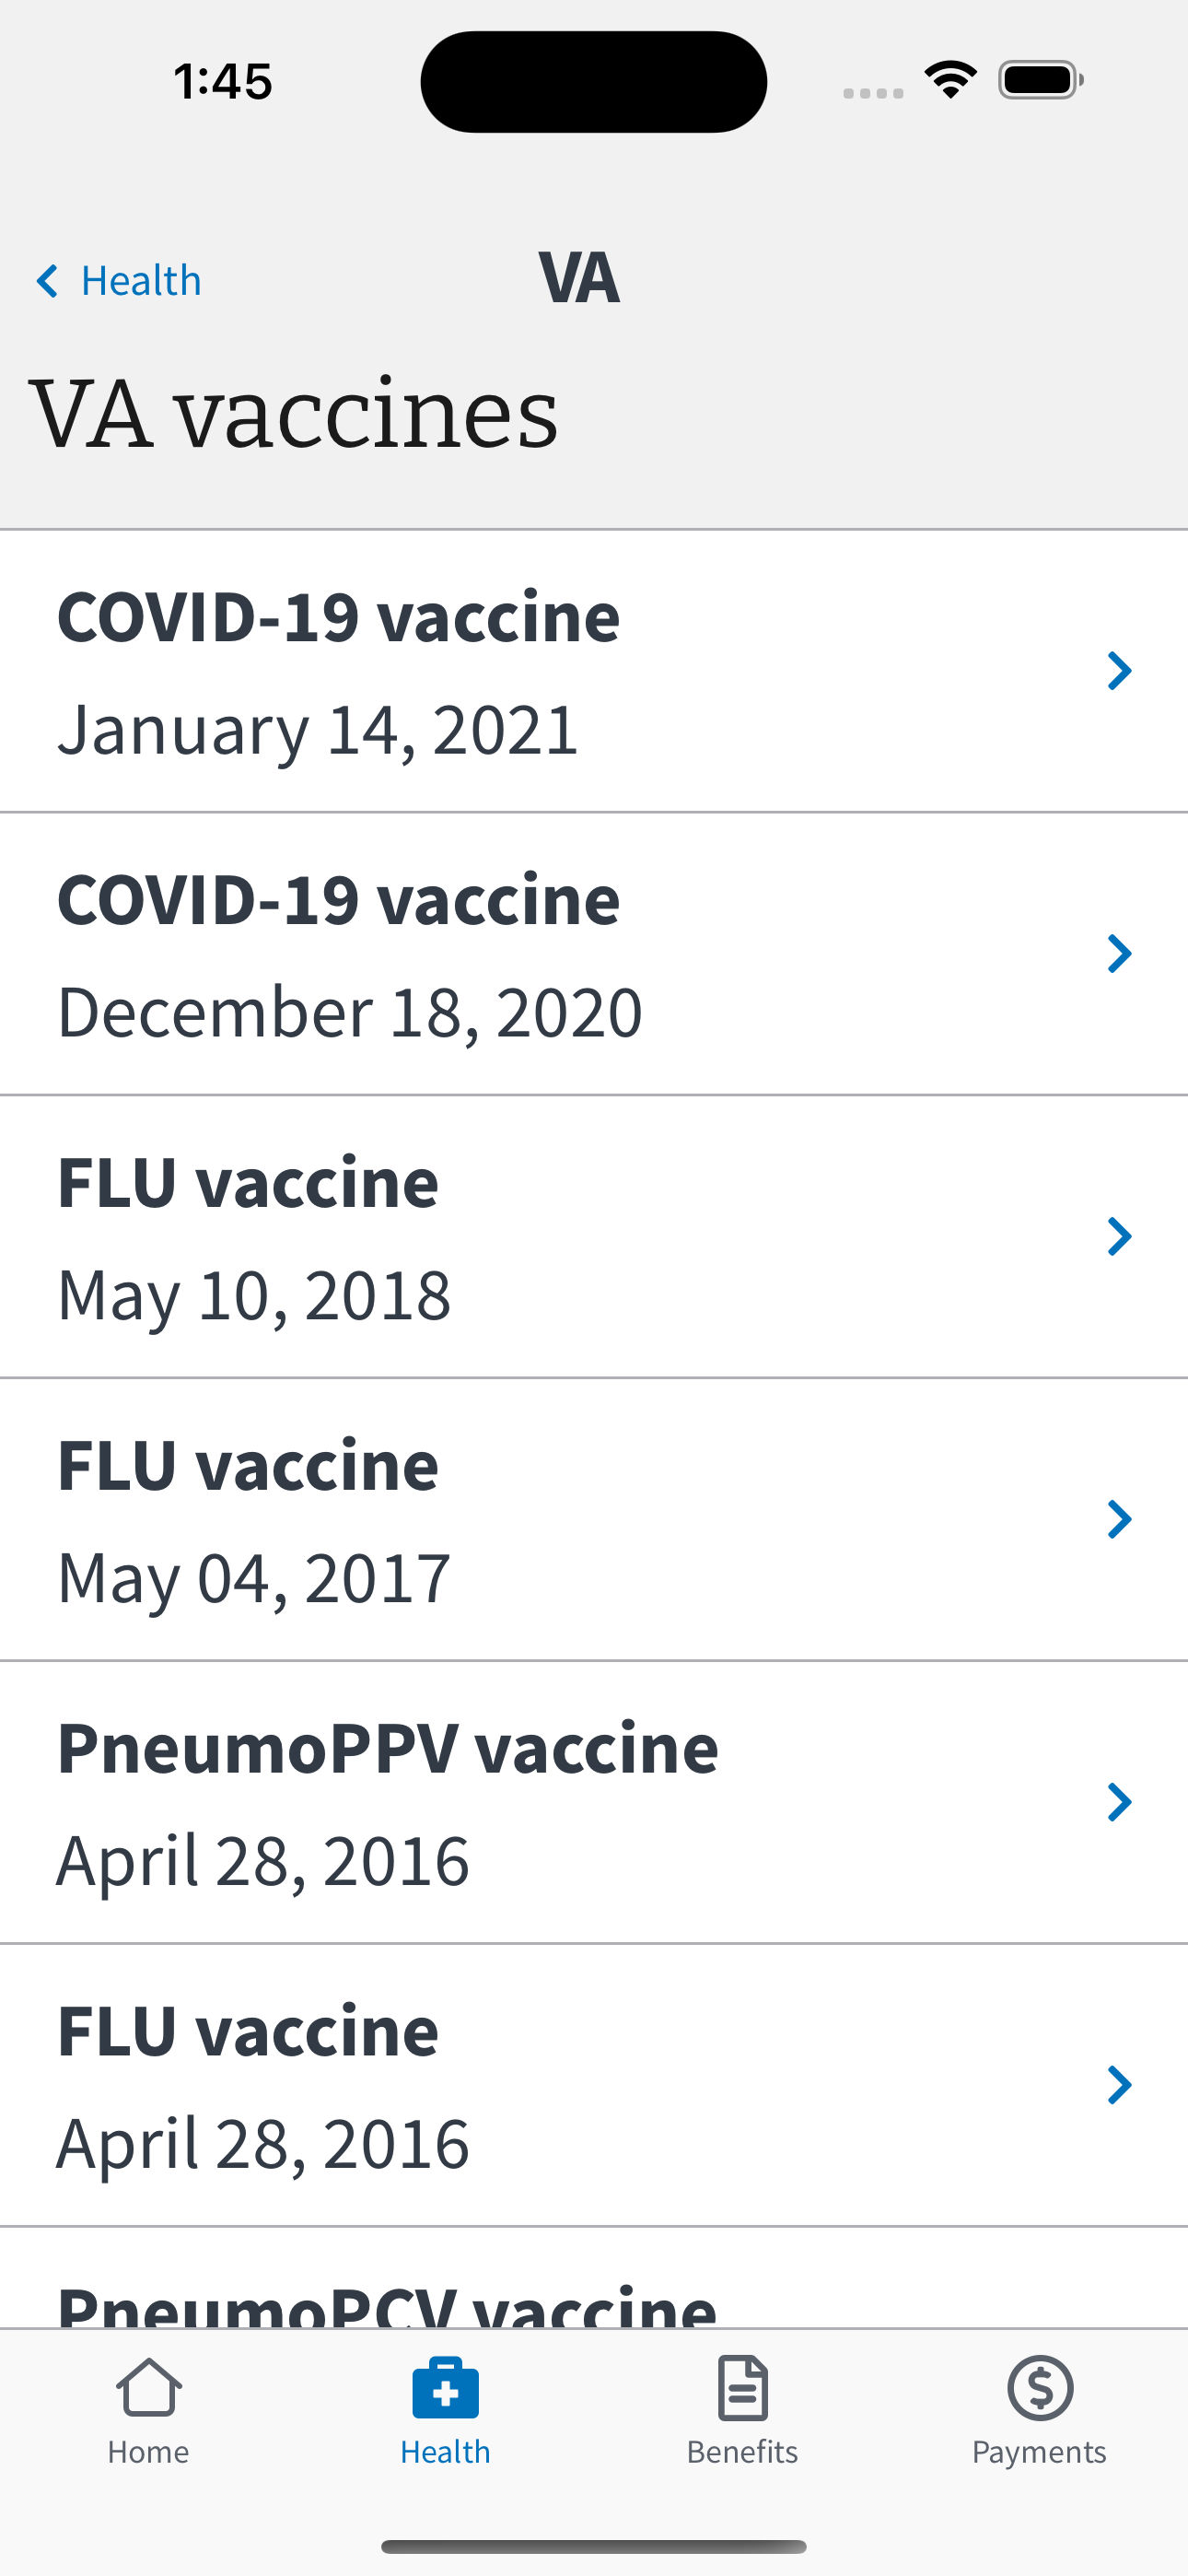 1:45
Health
VA
VA vaccines
COVID-19 vaccine
January 14, 2021
COVID-19 vaccine
December 18, 2020
FLU vaccine
May 10, 2018
FLU vaccine
May 04, 2017
PneumoPPV vaccine
April 28, 2016
FLU vaccine
April 28, 2016
PneumoPCV vaccine
Home
Health
Benefits
Payments